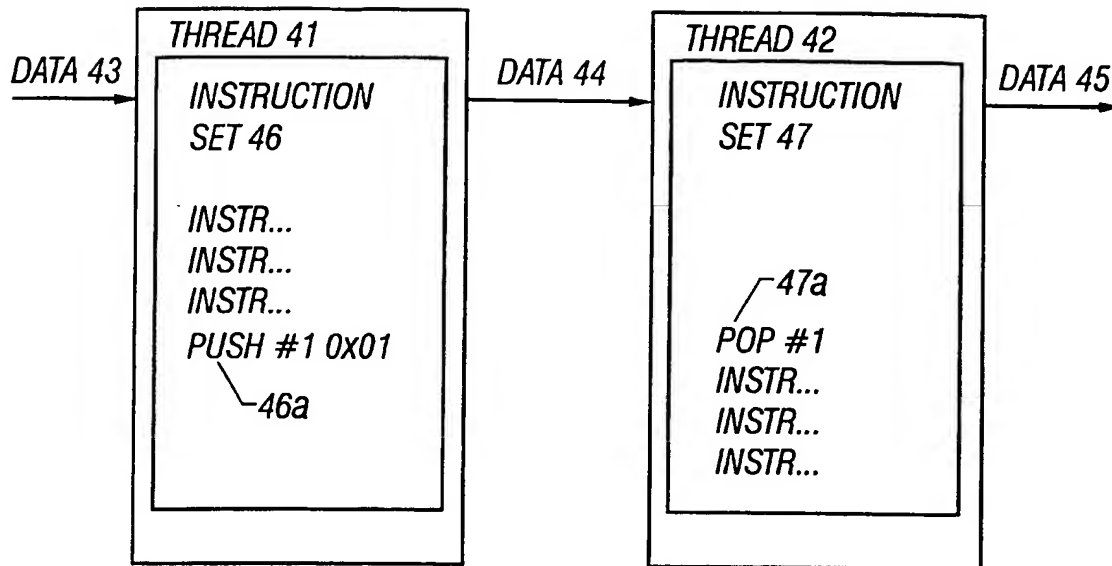 DATA 43
THREAD 41
INSTRUCTION
SET 46
INSTR...
INSTR...
INSTR...
PUSH #1 0x01
46a
DATA 44
THREAD 42
INSTRUCTION
SET 47
47a
POP #1
INSTR...
INSTR...
INSTR...
DATA 45